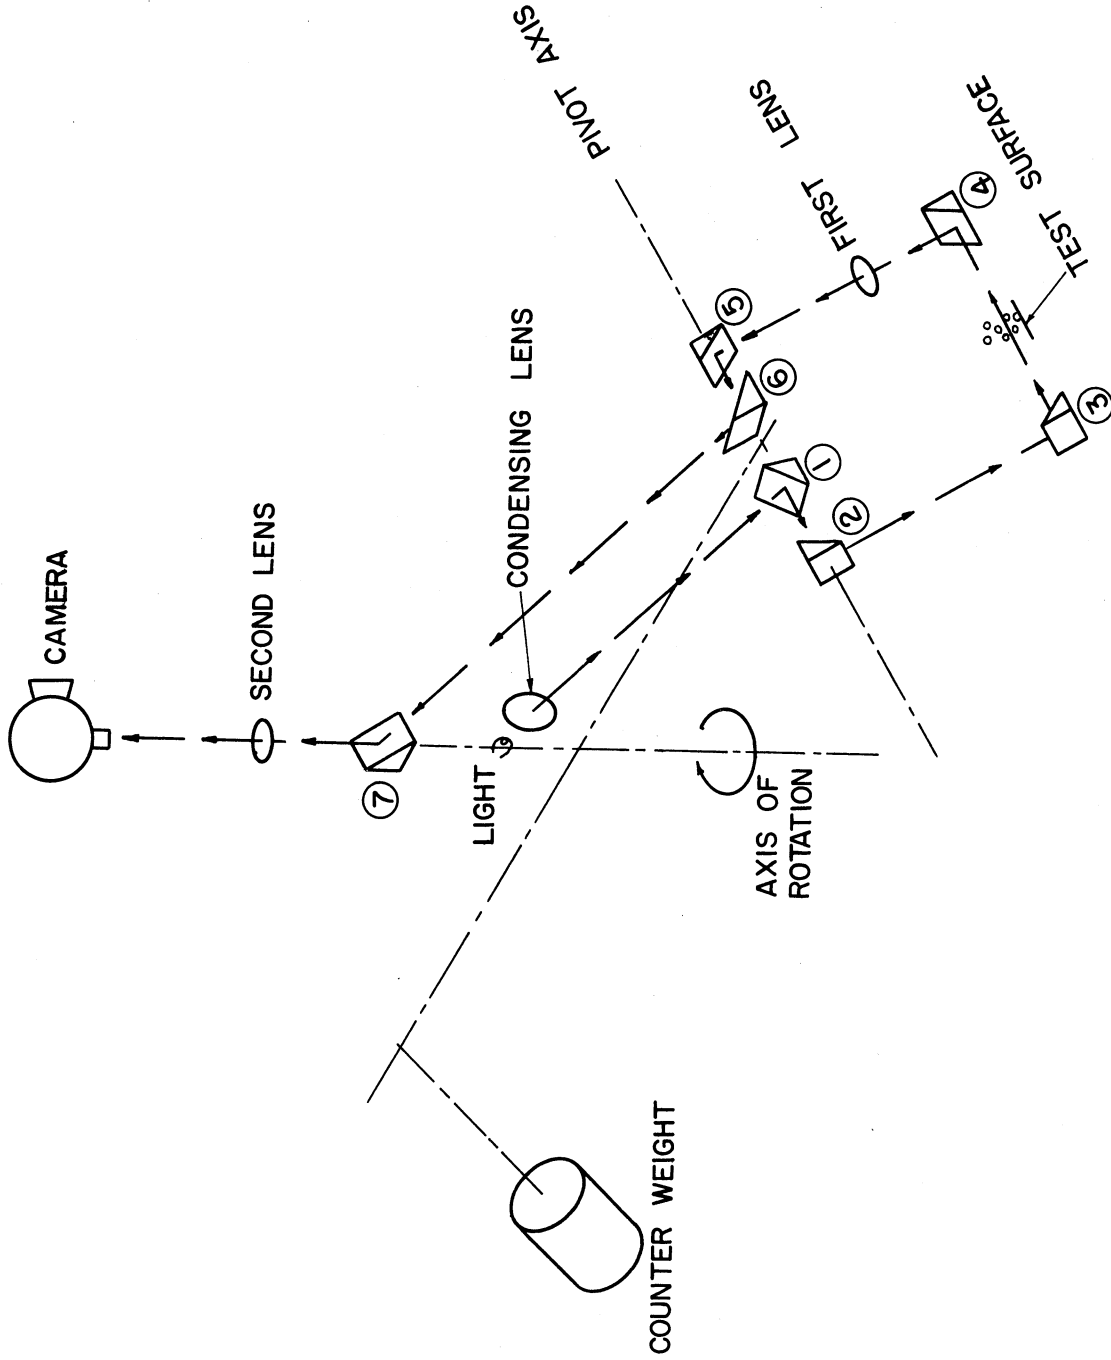 CAMERA
SECOND LENS
CONDENSING LENS
PIVOT AXIS
FIRST LENS
TEST SURFACE
LIGHT
AXIS OF
ROTATION
COUNTER WEIGHT
1
2
3
4
5
6
7